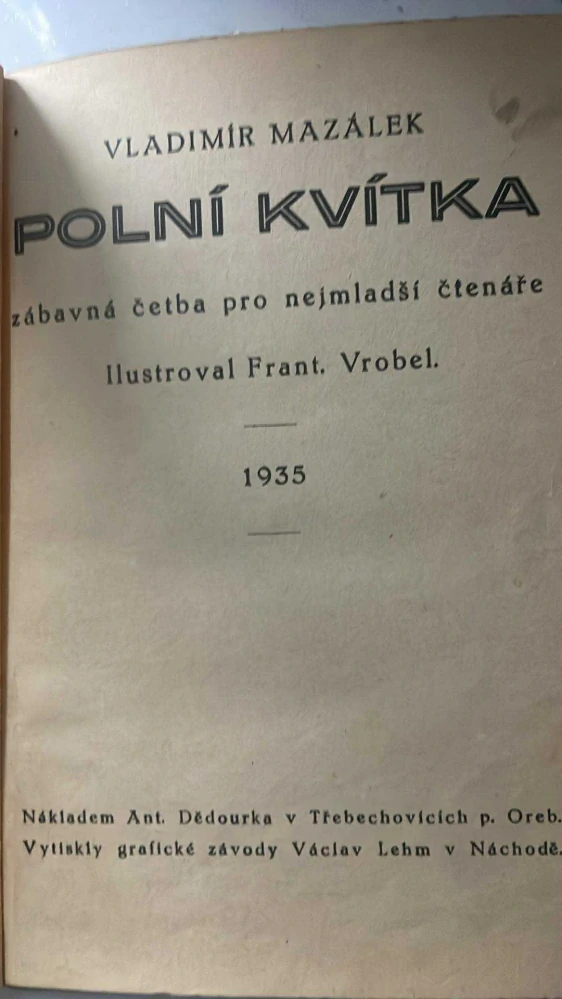 VLADIMÍR MAZÁLEK
POLNÍ KVÍTKA
zábavná četba pro nejmladší čtenáře
Ilustroval Frant. Vrobel.
1935
Nákladem Ant. Dědourka v Třebechovicích p. Oreb.
Vytiskly grafické závody Václav Lehm v Náchodě.